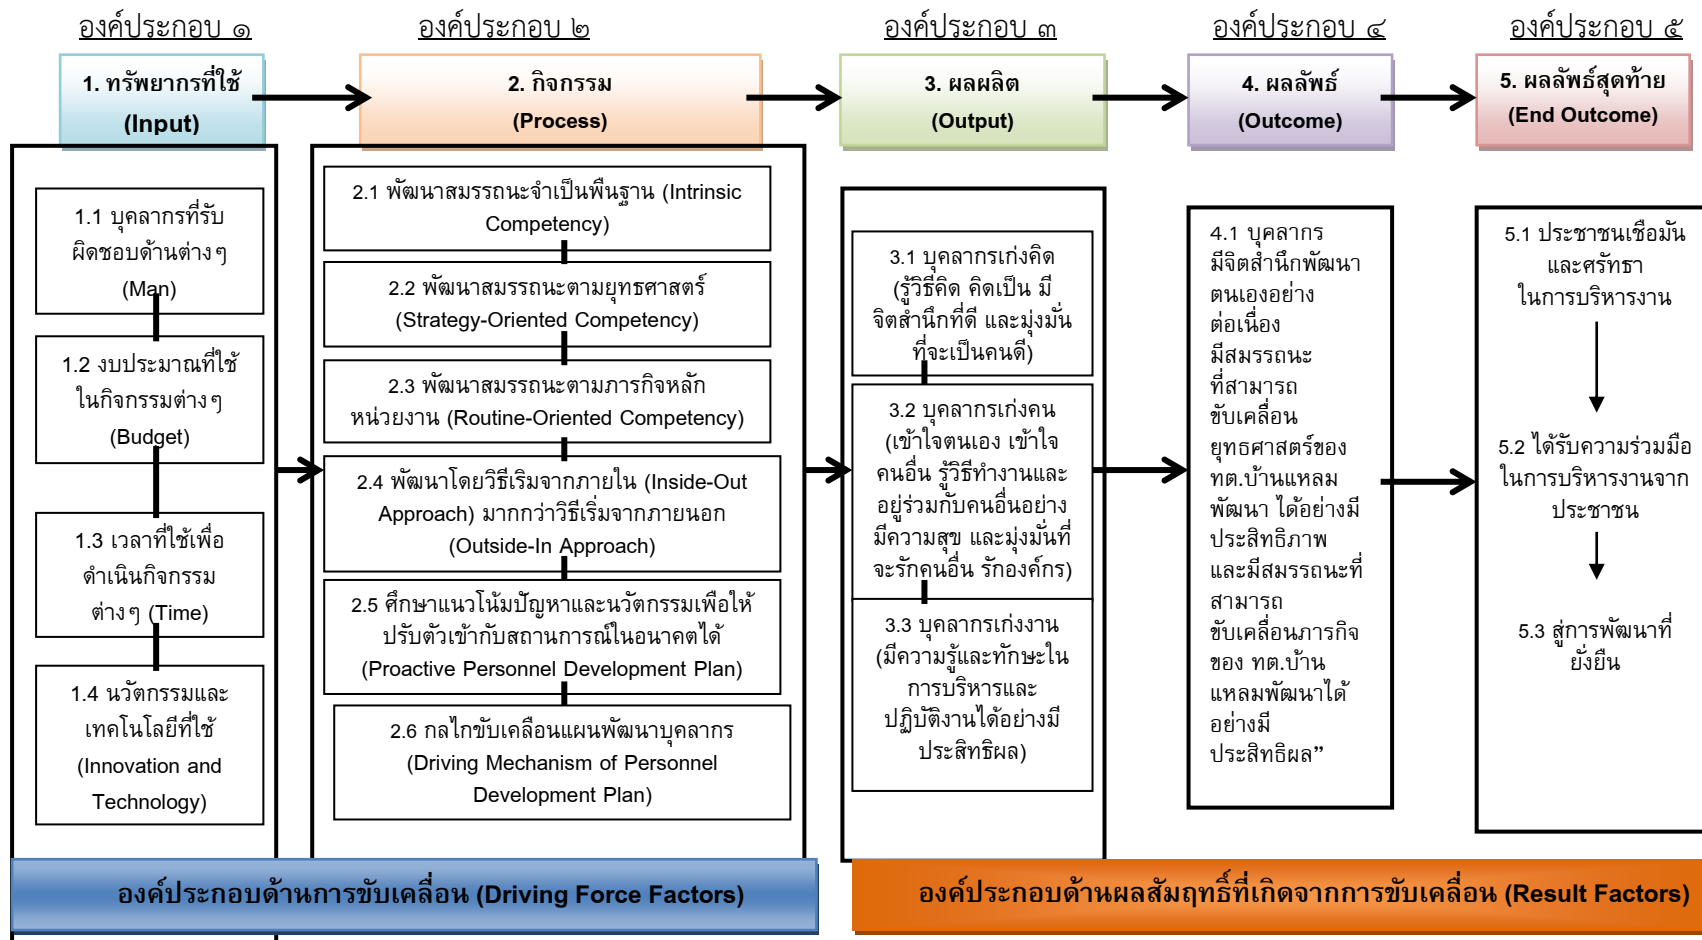 องค์ประกอบ ๑
องค์ประกอบ ๒
องค์ประกอบ ๓
องค์ประกอบ ๔
องค์ประกอบ ๕
1. ทรัพยากรที่ใช้
(Input)
2. กิจกรรม
(Process)
3. ผลผลิต
(Output)
4. ผลลัพธ์
(Outcome)
5. ผลลัพธ์สุดท้าย
(End Outcome)
1.1 บุคลากรที่รับ
ผิดชอบด้านต่างๆ
(Man)
1.2 งบประมาณที่ใช้
ในกิจกรรมต่างๆ
(Budget)
1.3 เวลาที่ใช้เพื่อ
ดำเนินกิจกรรม
ต่างๆ (Time)
1.4 นวัตกรรมและ
เทคโนโลยีที่ใช้
(Innovation and
Technology)
2.1 พัฒนาสมรรถนะจำเป็นพื้นฐาน (Intrinsic
Competency)
2.2 พัฒนาสมรรถนะตามยุทธศาสตร์
(Strategy-Oriented Competency)
2.3 พัฒนาสมรรถนะตามภารกิจหลัก
หน่วยงาน (Routine-Oriented Competency)
2.4 พัฒนาโดยวิธีเริ่มจากภายใน (Inside-Out
Approach) มากกว่าวิธีเริ่มจากภายนอก
(Outside-In Approach)
2.5 ศึกษาแนวโน้มปัญหาและนวัตกรรมเพื่อให้
ปรับตัวเข้ากับสถานการณ์ในอนาคตได้
(Proactive Personnel Development Plan)
2.6 กลไกขับเคลื่อนแผนพัฒนาบุคลากร
(Driving Mechanism of Personnel
Development Plan)
3.1 บุคลากรเก่งคิด
(รู้วิธีคิด คิดเป็น มี
จิตสำนึกที่ดี และมุ่งมั่น
ที่จะเป็นคนดี)
3.2 บุคลากรเก่งคน
(เข้าใจตนเอง เข้าใจ
คนอื่น รู้วิธีทำงานและ
อยู่ร่วมกับคนอื่นอย่าง
มีความสุข และมุ่งมั่นที่
จะรักคนอื่น รักองค์กร)
3.3 บุคลากรเก่งงาน
(มีความรู้และทักษะใน
การบริหารและ
ปฏิบัติงานได้อย่างมี
ประสิทธิผล)
4.1 บุคลากร
มีจิตสำนึกพัฒนา
ตนเองอย่าง
ต่อเนื่อง
มีสมรรถนะ
ที่สามารถ
ขับเคลื่อน
ยุทธศาสตร์ของ
ทต.บ้านแหลม
พัฒนา ได้อย่างมี
ประสิทธิภาพ
และมีสมรรถนะที่
สามารถ
ขับเคลื่อนภารกิจ
ของ ทต.บ้าน
แหลมพัฒนาได้
อย่างมี
ประสิทธิผล”
5.1 ประชาชนเชื่อมั่น
และศรัทธา
ในการบริหารงาน
5.2 ได้รับความร่วมมือ
ในการบริหารงานจาก
ประชาชน
5.3 สู่การพัฒนาที่
ยั่งยืน
องค์ประกอบด้านการขับเคลื่อน (Driving Force Factors)
องค์ประกอบด้านผลสัมฤทธิ์ที่เกิดจากการขับเคลื่อน (Result Factors)